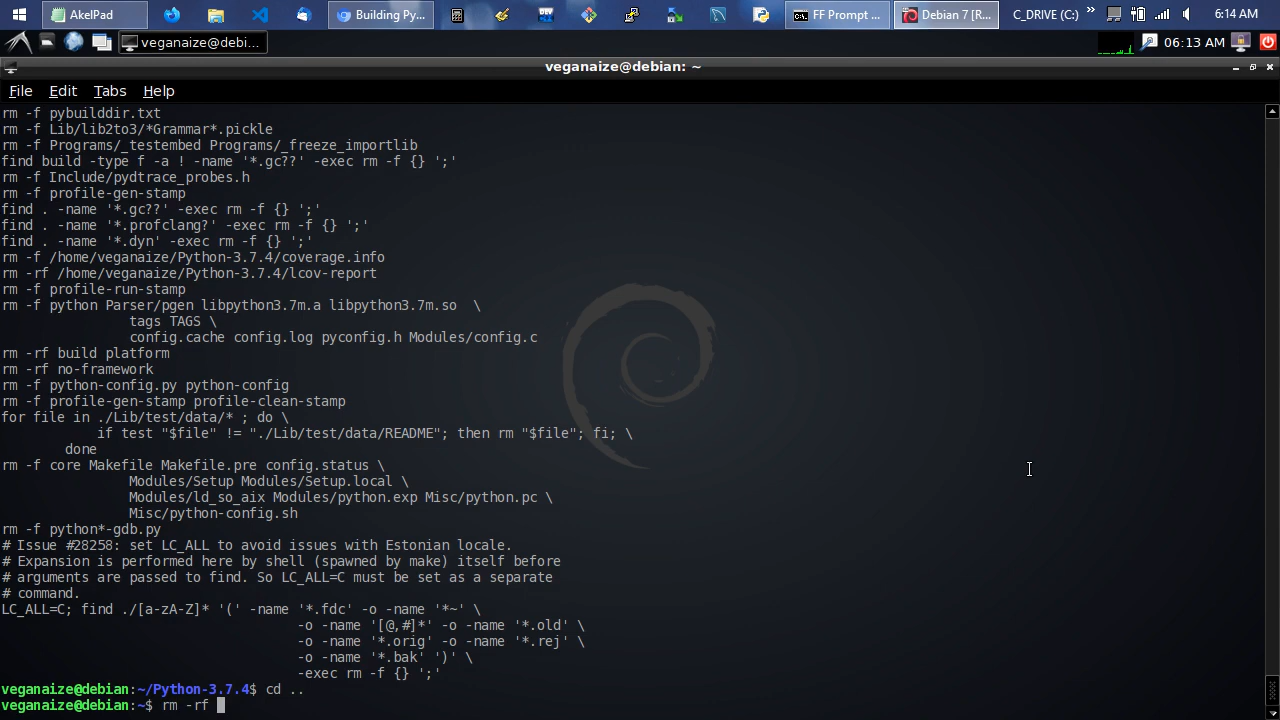 AkelPad
Building Py...
FF Prompt ...
Debian 7 [R...
C_DRIVE (C:)
6:14 AM
veganaize@debi...
06:13 AM
veganaize@debian: ~
File Edit Tabs Help
rm -f pybuilddir.txt
rm -f Lib/lib2to3/*Grammar*.pickle
rm -f Programs/_testembed Programs/_freeze_importlib
find build -type f -a ! -name '*.gc??' -exec rm -f {} ';'
rm -f Include/pydtrace_probes.h
rm -f profile-gen-stamp
find . -name '*.gc??' -exec rm -f {} ';'
find . -name '*.profclang?' -exec rm -f {} ';'
find . -name '*.dyn' -exec rm -f {} ';'
rm -f /home/veganaize/Python-3.7.4/coverage.info
rm -rf /home/veganaize/Python-3.7.4/lcov-report
rm -f profile-run-stamp
rm -f python Parser/pgen libpython3.7m.a libpython3.7m.so  \
tags TAGS \
config.cache config.log pyconfig.h Modules/config.c
rm -rf build platform
rm -rf no-framework
rm -f python-config.py python-config
rm -f profile-gen-stamp profile-clean-stamp
for file in ./Lib/test/data/* ; do \
if test "$file" != "./Lib/test/data/README"; then rm "$file"; fi; \
done
rm -f core Makefile Makefile.pre config.status \
Modules/Setup Modules/Setup.local \
Modules/ld_so_aix Modules/python.exp Misc/python.pc \
Misc/python-config.sh
rm -f python*-gdb.py
# Issue #28258: set LC_ALL to avoid issues with Estonian locale.
# Expansion is performed here by shell (spawned by make) itself before
# arguments are passed to find. So LC_ALL=C must be set as a separate
# command.
LC_ALL=C; find ./[a-zA-Z]* '(' -name '*.fdc' -o -name '*~' \
-o -name '[@,#]*' -o -name '*.old' \
-o -name '*.orig' -o -name '*.rej' \
-o -name '*.bak' ')' \
-exec rm -f {} ';'
veganaize@debian:~/Python-3.7.4$ cd ..
veganaize@debian:~$ rm -rf